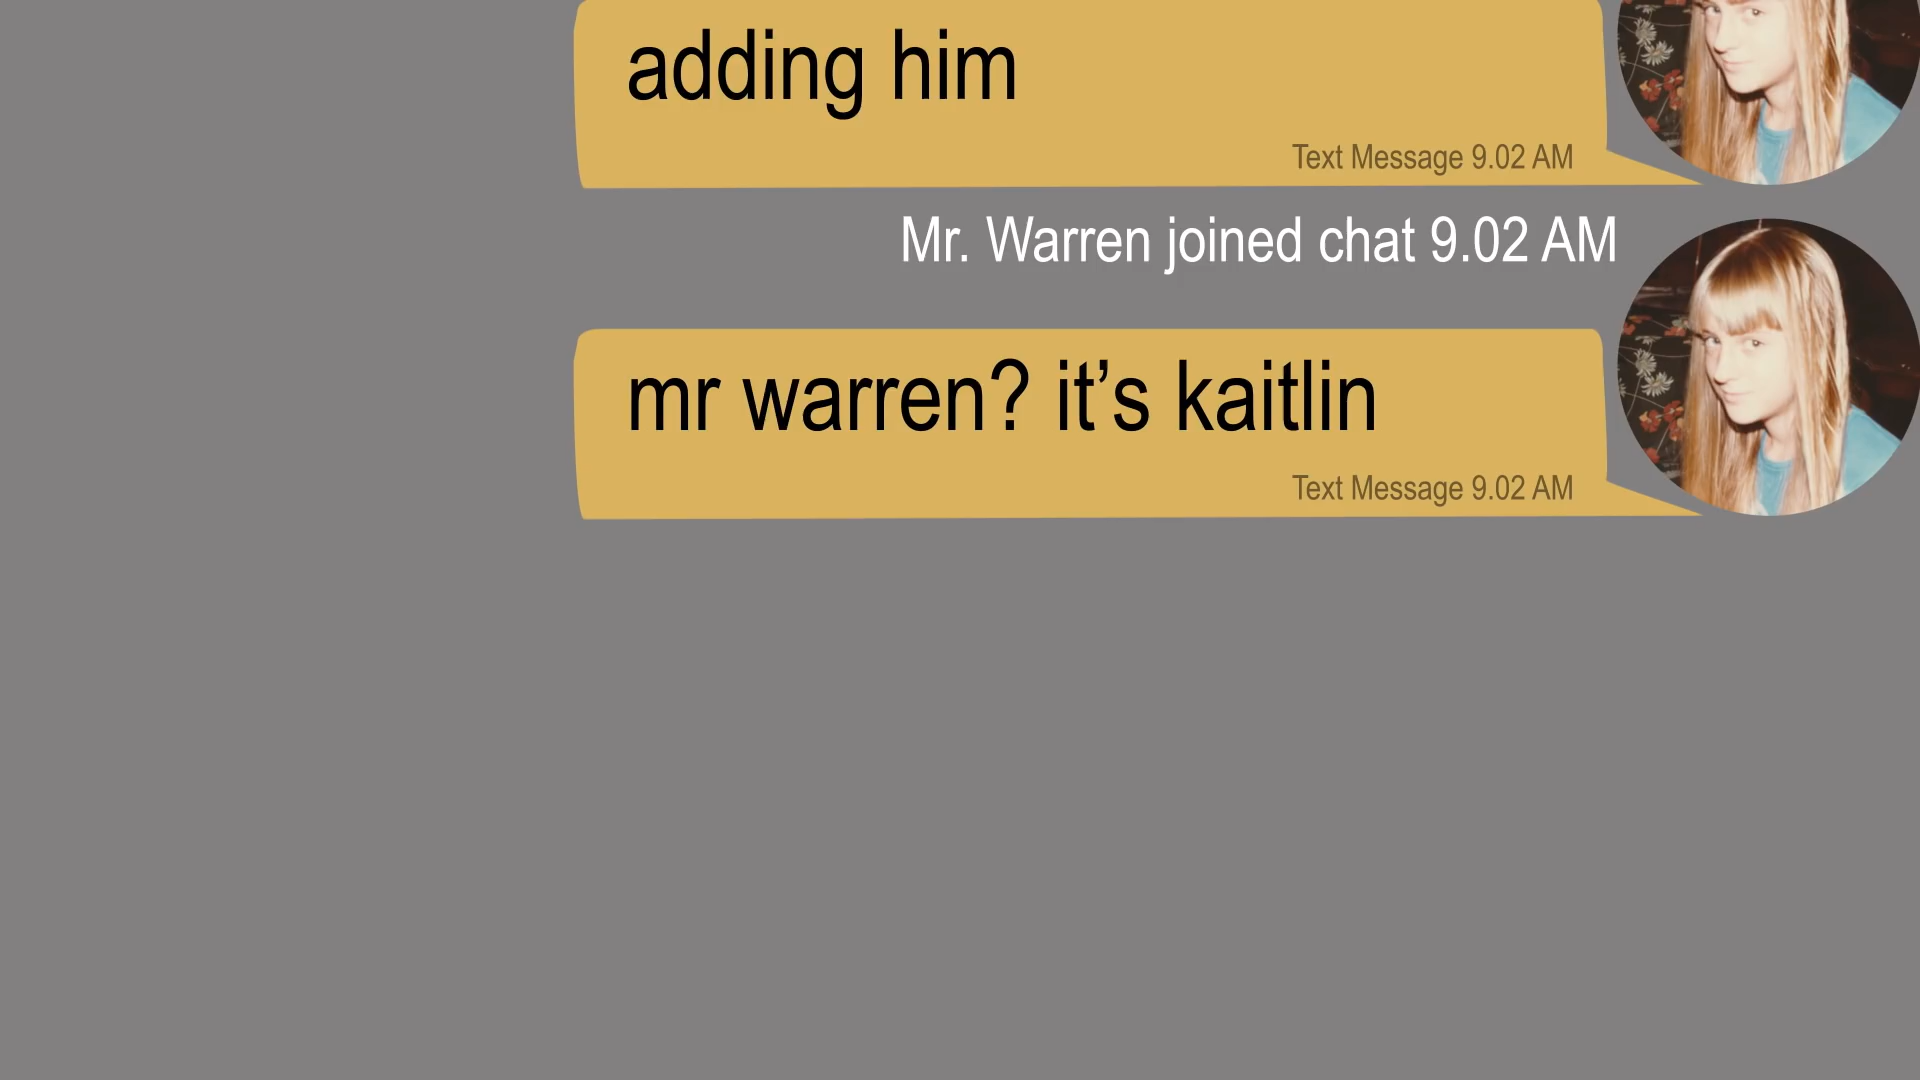 adding him
Text Message 9.02 AM
Mr. Warren joined chat 9.02 AM
mr warren? it’s kaitlin
Text Message 9.02 AM